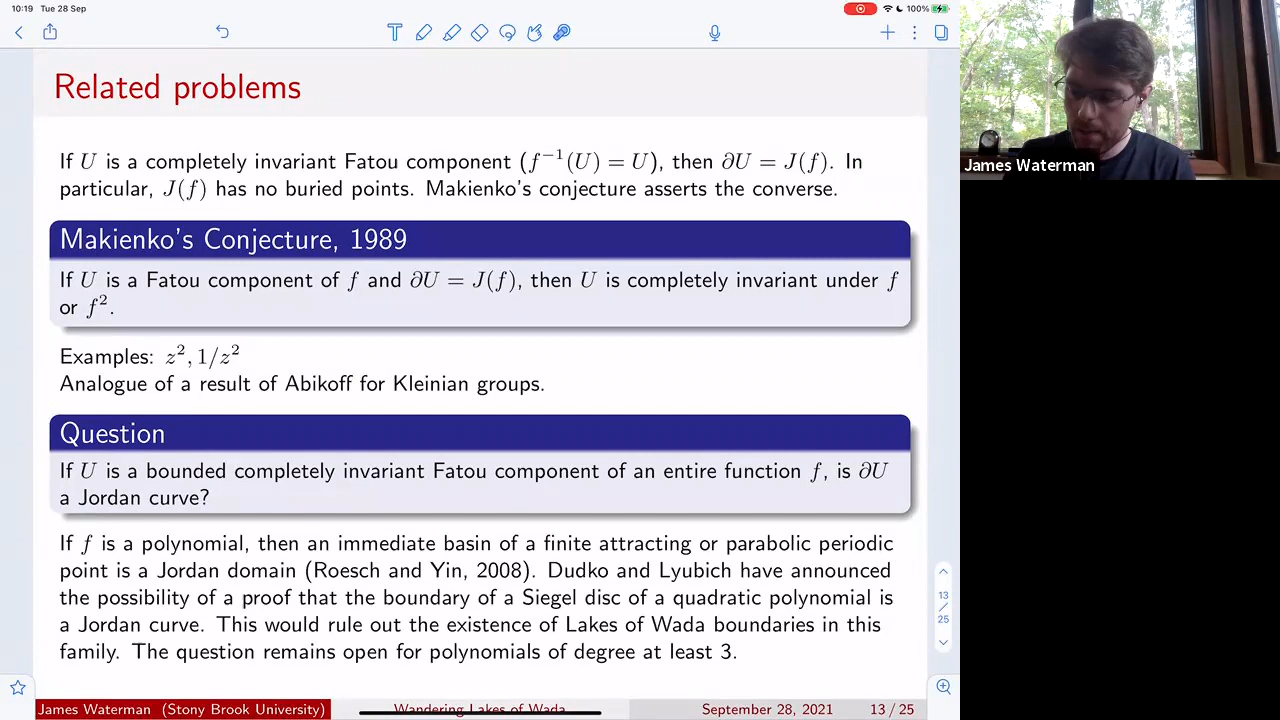 10:19 Tue 28 Sep
100%
Related problems
If U is a completely invariant Fatou component (f⁻¹(U) = U), then ∂U = J(f). In
particular, J(f) has no buried points. Makienko's conjecture asserts the converse.
Makienko's Conjecture, 1989
If U is a Fatou component of f and ∂U = J(f), then U is completely invariant under f
or f².
Examples: z², 1/z²
Analogue of a result of Abikoff for Kleinian groups.
Question
If U is a bounded completely invariant Fatou component of an entire function f, is ∂U
a Jordan curve?
If f is a polynomial, then an immediate basin of a finite attracting or parabolic periodic
point is a Jordan domain (Roesch and Yin, 2008). Dudko and Lyubich have announced
the possibility of a proof that the boundary of a Siegel disc of a quadratic polynomial is
a Jordan curve. This would rule out the existence of Lakes of Wada boundaries in this
family. The question remains open for polynomials of degree at least 3.
13
/
25
James Waterman (Stony Brook University)
Wandering Lakes of Wada
September 28, 2021
13 / 25
James Waterman